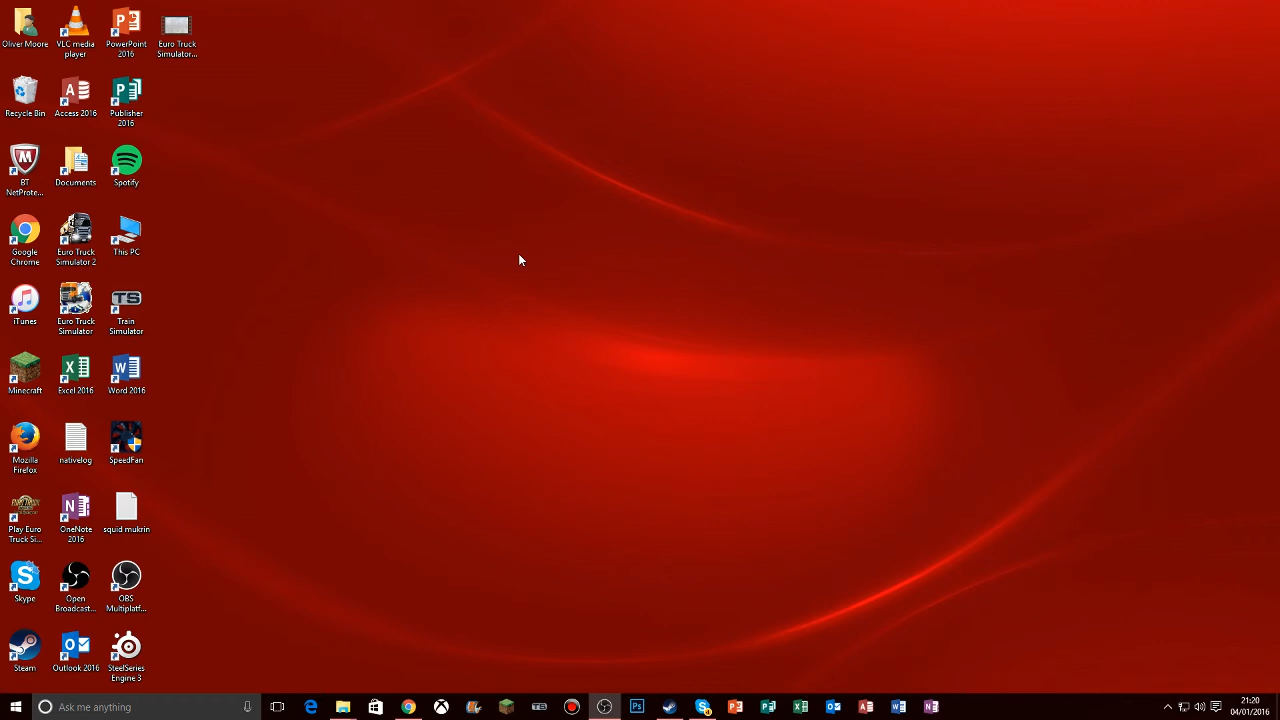 Oliver Moore
VLC media
player
PowerPoint
2016
Euro Truck
Simulator...
Recycle Bin
Access 2016
Publisher
2016
BT
NetProte...
Documents
Spotify
Google
Chrome
Euro Truck
Simulator 2
This PC
iTunes
Euro Truck
Simulator
TS
Train
Simulator
Minecraft
Excel 2016
Word 2016
Mozilla
Firefox
nativelog
SpeedFan
Play Euro
Truck Si...
OneNote
2016
squid mukrin
Skype
Open
Broadcast...
OBS
Multiplatf...
Steam
Outlook 2016
SteelSeries
Engine 3
Ask me anything
TS
Ps
21:20
04/01/2016